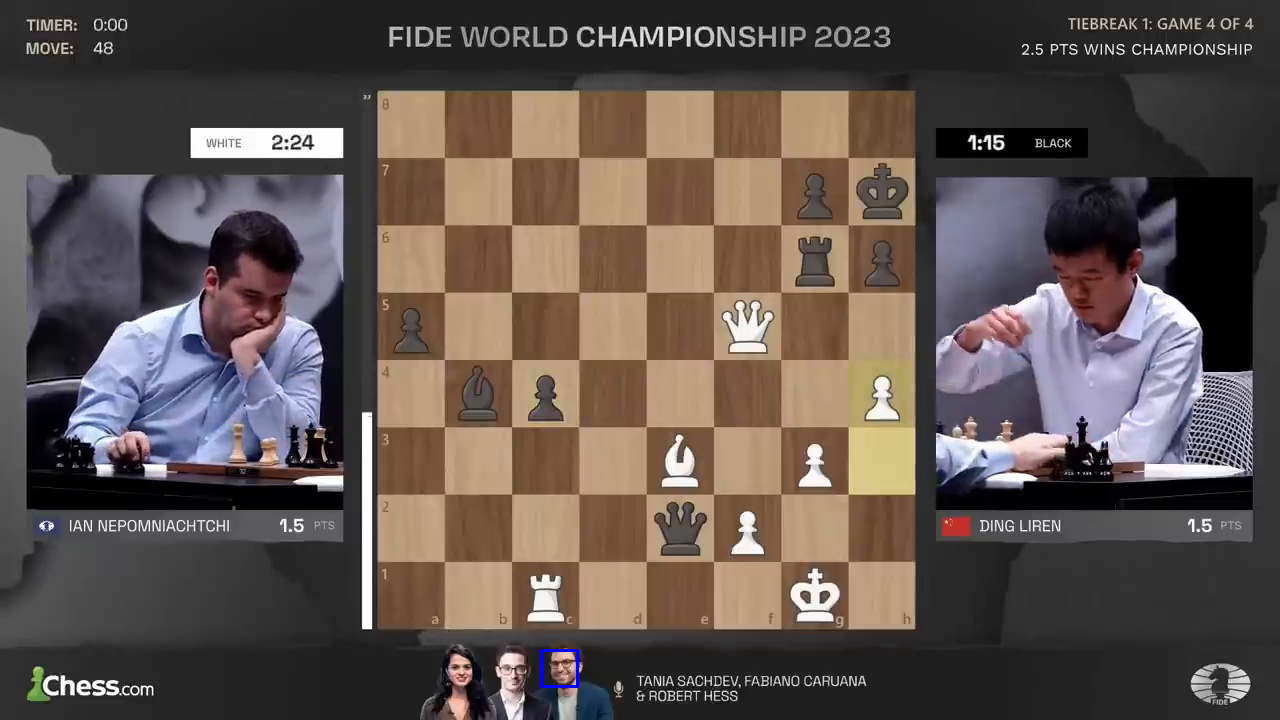 TIMER: 0:00
MOVE: 48
FIDE WORLD CHAMPIONSHIP 2023
TIEBREAK 1: GAME 4 OF 4
2.5 PTS WINS CHAMPIONSHIP
WHITE 2:24
1:15 BLACK
8
7
6
5
4
3
2
1
a b c d e f g h
IAN NEPOMNIACHTCHI 1.5 PTS
DING LIREN 1.5 PTS
Chess.com
TANIA SACHDEV, FABIANO CARUANA
& ROBERT HESS
FIDE